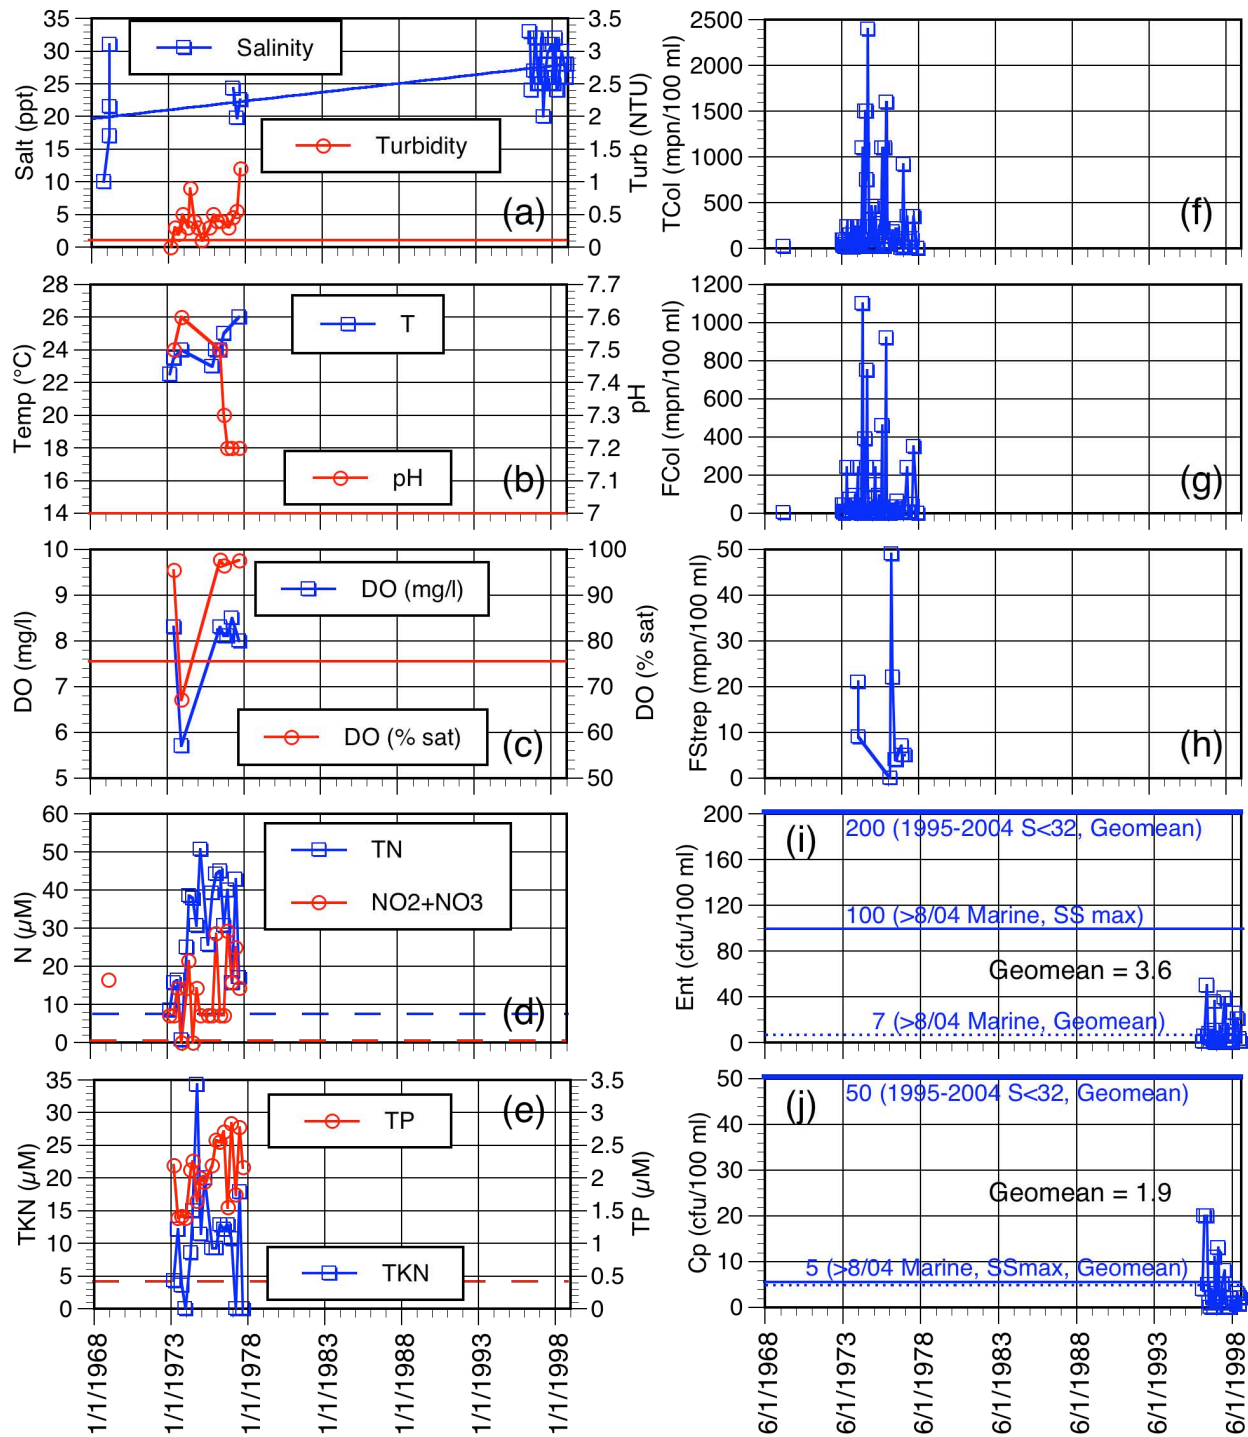 Salt (ppt)
35
30
25
20
15
10
5
0
Salinity
Turbidity
(a)
3.5
3
2.5
2
1.5
1
0.5
0
Turb (NTU)
Temp (°C)
28
26
24
22
20
18
16
14
T
pH
(b)
7.7
7.6
7.5
7.4
7.3
7.2
7.1
7
pH
DO (mg/l)
10
9
8
7
6
5
DO (mg/l)
DO (% sat)
(c)
100
90
80
70
60
50
DO (% sat)
N (µM)
60
50
40
30
20
10
0
TN
NO2+NO3
(d)
TKN (µM)
35
30
25
20
15
10
5
0
TP
TKN
(e)
3.5
3
2.5
2
1.5
1
0.5
0
TP (µM)
1/1/1968
1/1/1973
1/1/1978
1/1/1983
1/1/1988
1/1/1993
1/1/1998
TCol (mpn/100 ml)
2500
2000
1500
1000
500
0
(f)
FCol (mpn/100 ml)
1200
1000
800
600
400
200
0
(g)
FStrep (mpn/100 ml)
50
40
30
20
10
0
(h)
Ent (cfu/100 ml)
200
160
120
80
40
0
(i)
200 (1995-2004 S<32, Geomean)
100 (>8/04 Marine, SS max)
Geomean = 3.6
7 (>8/04 Marine, Geomean)
Cp (cfu/100 ml)
50
40
30
20
10
0
(j)
50 (1995-2004 S<32, Geomean)
Geomean = 1.9
5 (>8/04 Marine, SSmax, Geomean)
6/1/1968
6/1/1973
6/1/1978
6/1/1983
6/1/1988
6/1/1993
6/1/1998